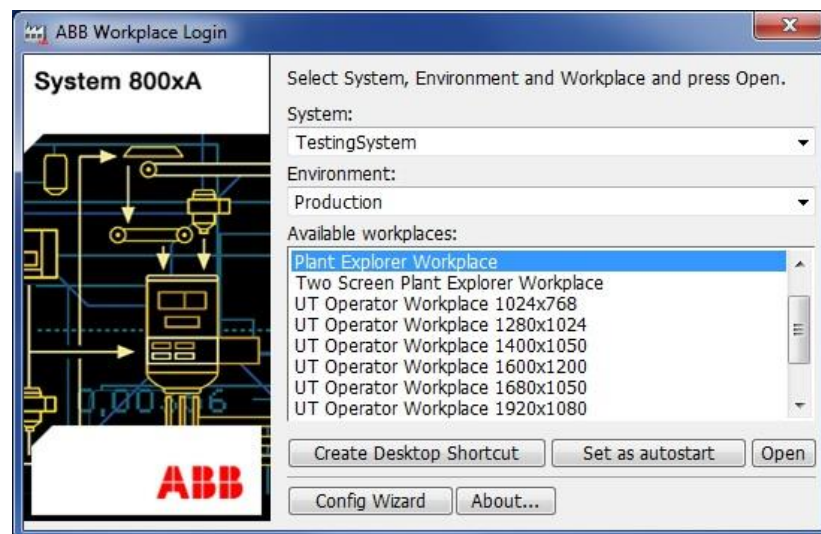 ABB Workplace Login
System 800xA
Select System, Environment and Workplace and press Open.
System:
TestingSystem
Environment:
Production
Available workplaces:
Plant Explorer Workplace
Two Screen Plant Explorer Workplace
UT Operator Workplace 1024x768
UT Operator Workplace 1280x1024
UT Operator Workplace 1400x1050
UT Operator Workplace 1600x1200
UT Operator Workplace 1680x1050
UT Operator Workplace 1920x1080
Create Desktop Shortcut Set as autostart Open
Config Wizard About...
ABB